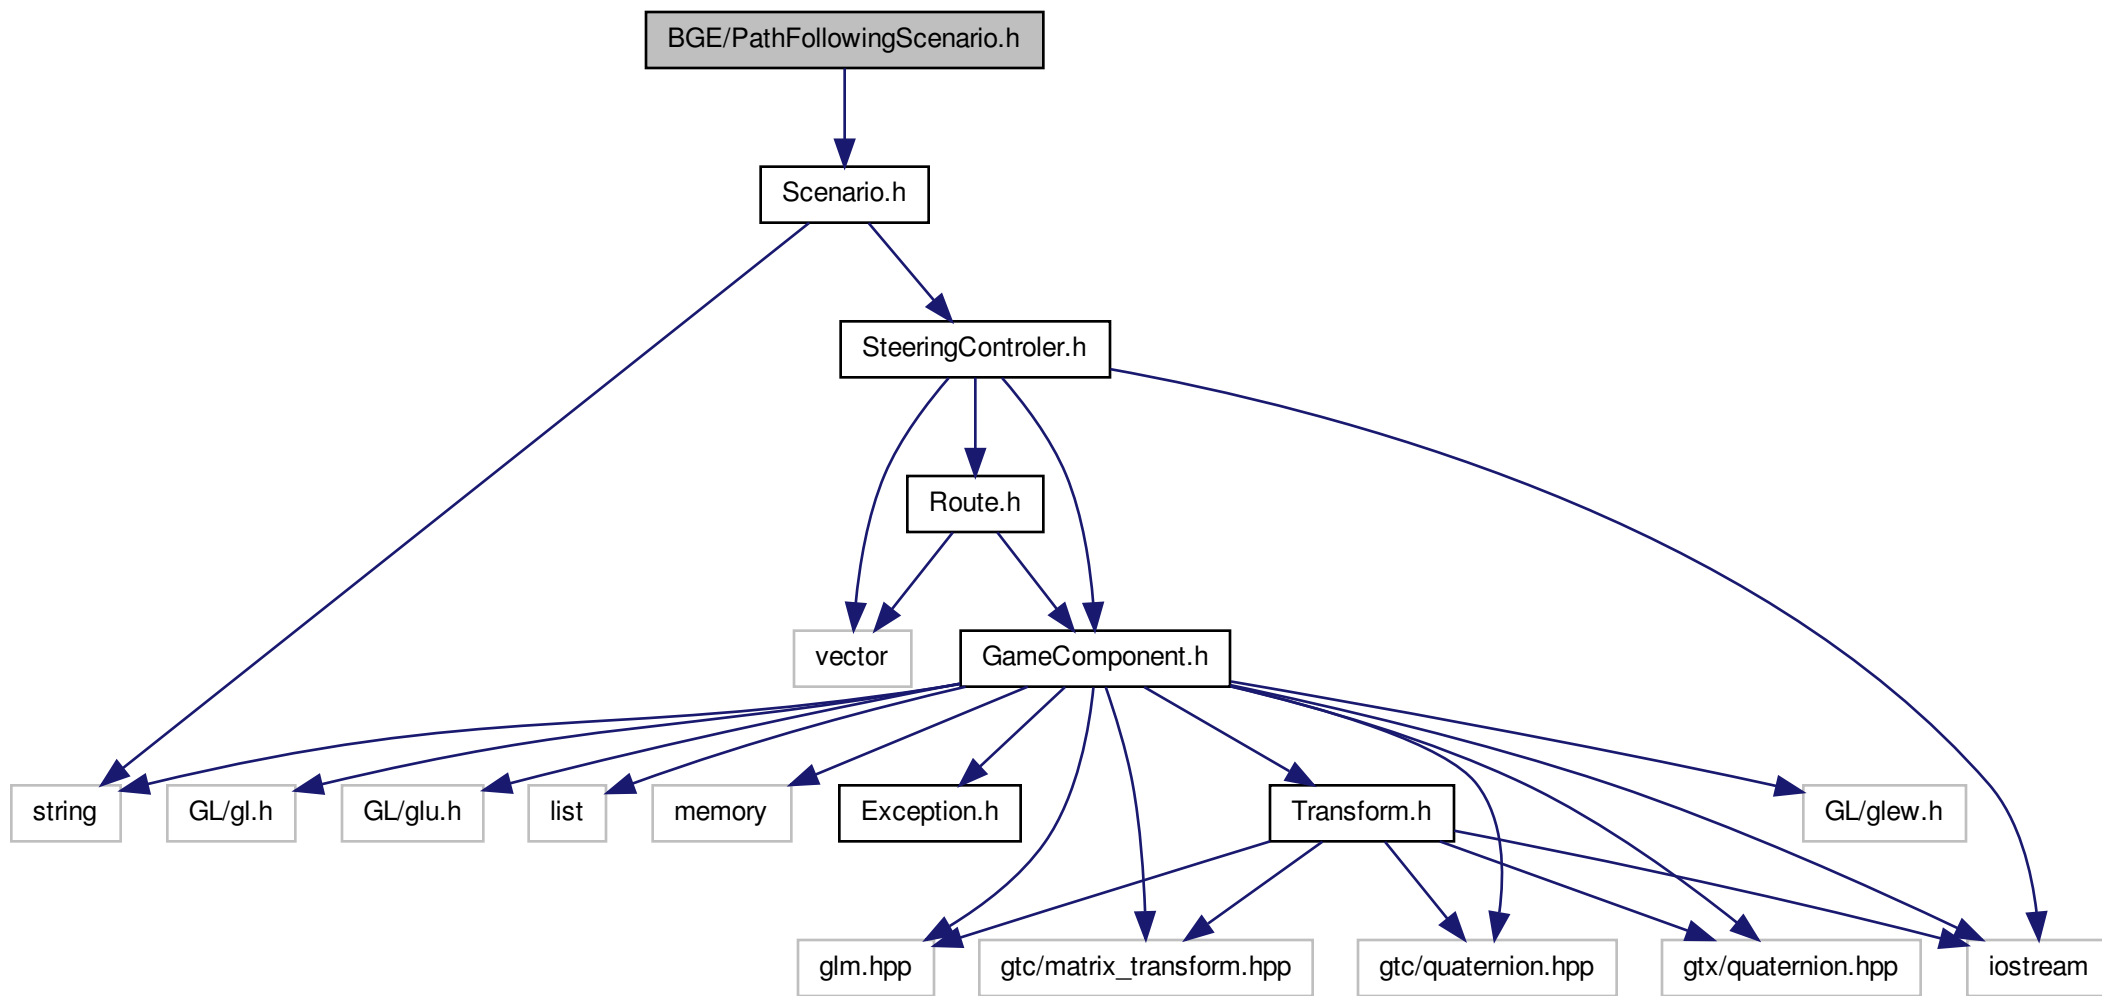 BGE/PathFollowingScenario.h
Scenario.h
SteeringControler.h
Route.h
vector
GameComponent.h
string
GL/gl.h
GL/glu.h
list
memory
Exception.h
Transform.h
GL/glew.h
glm.hpp
gtc/matrix_transform.hpp
gtc/quaternion.hpp
gtx/quaternion.hpp
iostream